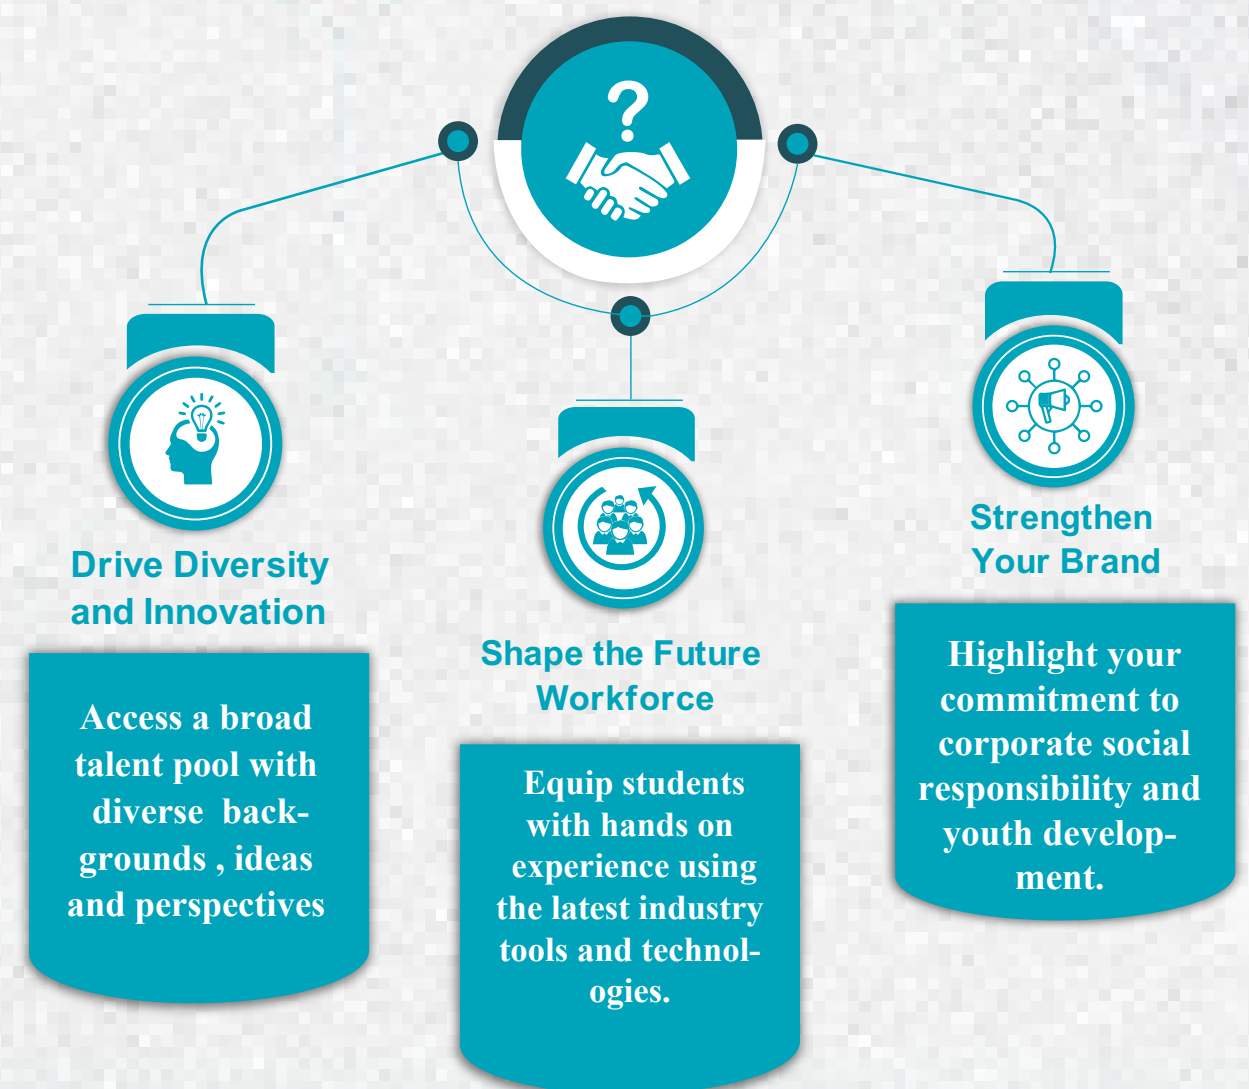 ?
Drive Diversity
and Innovation
Access a broad
talent pool with
diverse back-
grounds , ideas
and perspectives
Shape the Future
Workforce
Equip students
with hands on
experience using
the latest industry
tools and technol-
ogies.
Strengthen
Your Brand
Highlight your
commitment to
corporate social
responsibility and
youth develop-
ment.